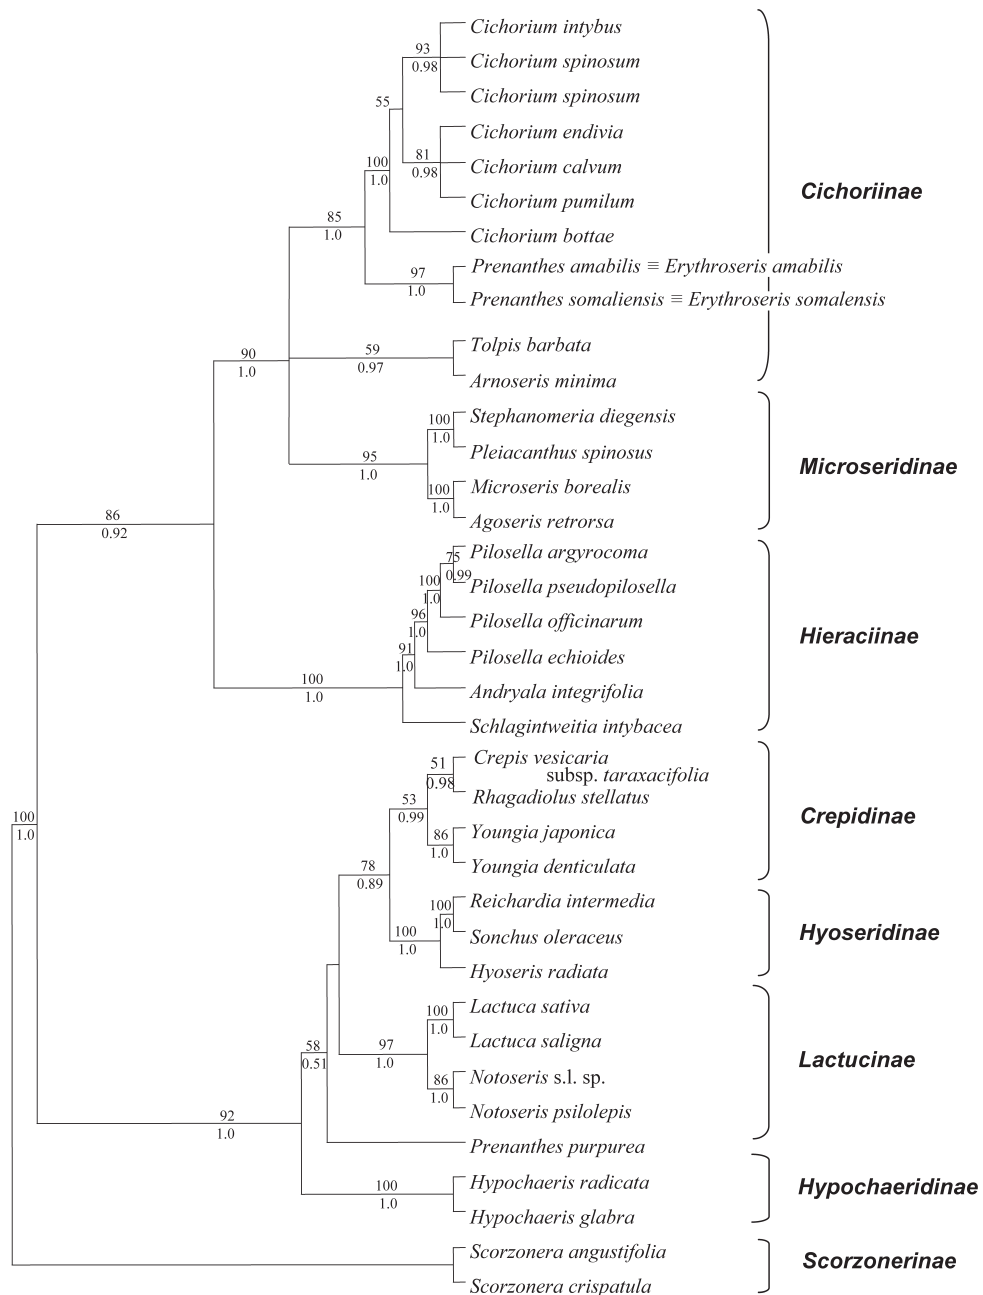 Cichorium intybus
93
0.98
Cichorium spinosum
Cichorium spinosum
55
Cichorium endivia
81
0.98
Cichorium calvum
100
1.0
Cichorium pumilum
Cichoriinae
85
1.0
Cichorium bottae
Prenanthes amabilis ≡ Erythroseris amabilis
97
1.0
Prenanthes somaliensis ≡ Erythroseris somalensis
Tolpis barbata
90
1.0
59
0.97
Arnoseris minima
Stephanomeria diegensis
100
1.0
Pleiacanthus spinosus
95
1.0
Microseridinae
Microseris borealis
100
1.0
Agoseris retrorsa
86
0.92
Pilosella argyrocoma
75
0.99
Pilosella pseudopilosella
100
1.0
Pilosella officinarum
96
1.0
Hieraciinae
Pilosella echioides
91
1.0
Andryala integrifolia
100
1.0
Schlagintweitia intybacea
Crepis vesicaria
subsp. taraxacifolia
51
0.98
Rhagadiolus stellatus
53
0.99
Crepidinae
100
1.0
Youngia japonica
86
1.0
Youngia denticulata
78
0.89
Reichardia intermedia
100
1.0
Sonchus oleraceus
100
1.0
Hyoseridinae
Hyoseris radiata
Lactuca sativa
100
1.0
Lactuca saligna
58
0.51
97
1.0
Lactucinae
Notoseris s.l. sp.
86
1.0
Notoseris psilolepis
92
1.0
Prenanthes purpurea
Hypochaeris radicata
100
1.0
Hypochaeridinae
Hypochaeris glabra
Scorzonera angustifolia
Scorzonerinae
Scorzonera crispatula